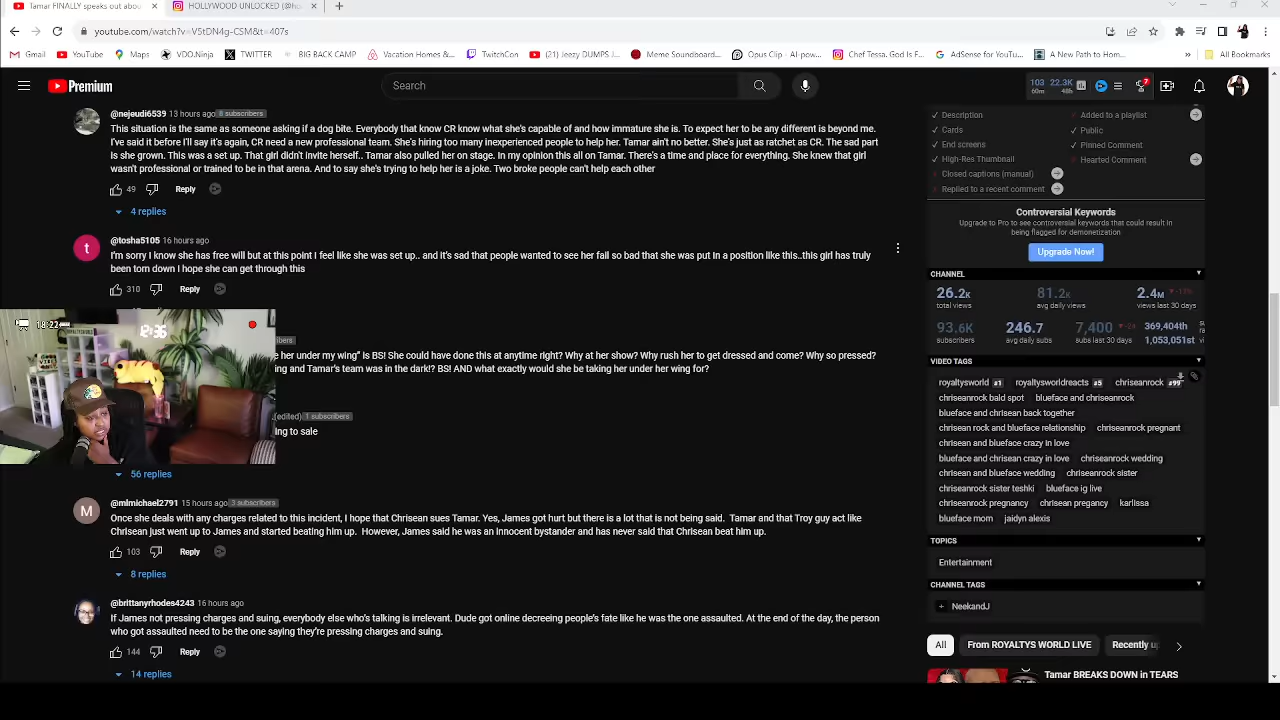 Tamar FINALLY speaks out abou
HOLLYWOOD UNLOCKED (@h
youtube.com/watch?v=V5tDN4g-CSM&t=407s
Gmail
YouTube
Maps
VDO.Ninja
TWITTER
BIG BACK CAMP
Vacation Homes &...
TwitchCon
(21) Jeezy DUMPS J...
Meme Soundboard...
Opus Clip - AI-pow...
Chef Tessa. God Is F...
AdSense for YouTub...
A New Path to Hom...
All Bookmarks
Premium
Search
103
60m
22.3K
48h
7
@nejeudi6539 13 hours ago 8 subscribers
This situation is the same as someone asking if a dog bite. Everybody that know CR know what she's capable of and how immature she is. To expect her to be any different is beyond me.
I've said it before I'll say it again, CR need a new professional team. She's hiring too many inexperienced people to help her. Tamar ain't no better. She's just as ratchet as CR. The sad part
is she grown. This was a set up. That girl didn't invite herself.. Tamar also pulled her on stage. In my opinion this all on Tamar. There's a time and place for everything. She knew that girl
wasn't professional or trained to be in that arena. And to say she's trying to help her is a joke. Two broke people can't help each other
49 Reply
4 replies
t
@tosha5105 16 hours ago
I'm sorry I know she has free will but at this point I feel like she was set up.. and it's sad that people wanted to see her fall so bad that she was put in a position like this..this girl has truly
been torn down I hope she can get through this
310 Reply
18:22
12:36
ibers
e her under my wing" is BS! She could have done this at anytime right? Why at her show? Why rush her to get dressed and come? Why so pressed?
ing and Tamar's team was in the dark!? BS! AND what exactly would she be taking her under her wing for?
(edited) 1 subscribers
ing to sale
56 replies
M
@mlmichael2791 15 hours ago 3 subscribers
Once she deals with any charges related to this incident, I hope that Chrisean sues Tamar. Yes, James got hurt but there is a lot that is not being said. Tamar and that Troy guy act like
Chrisean just went up to James and started beating him up. However, James said he was an innocent bystander and has never said that Chrisean beat him up.
103 Reply
8 replies
@brittanyrhodes4243 16 hours ago
If James not pressing charges and suing, everybody else who's talking is irrelevant. Dude got online decreeing people's fate like he was the one assaulted. At the end of the day, the person
who got assaulted need to be the one saying they're pressing charges and suing.
144 Reply
14 replies
Description
Added to a playlist
Cards
Public
End screens
Pinned Comment
High-Res Thumbnail
Hearted Comment
Closed captions (manual)
Replied to a recent comment
Controversial Keywords
Upgrade to Pro to see controversial keywords that could result in
being flagged for demonetization
Upgrade Now!
CHANNEL
26.2K 81.2K 2.4M -17%
total views avg daily views views last 30 days
93.6K 246.7 7,400 369,404th
subscribers avg daily subs subs last 30 days 1,053,051st
VIDEO TAGS
royaltysworld #1 royaltysworldreacts #5 chriseanrock #99
chriseanrock bald spot blueface and chriseanrock
blueface and chrisean back together
chrisean rock and blueface relationship chriseanrock pregnant
chrisean and blueface crazy in love
blueface and chrisean crazy in love chriseanrock wedding
chrisean and blueface wedding chriseanrock sister
chriseanrock sister teshki blueface ig live
chriseanrock pregnancy chrisean pregancy karlissa
blueface mom jaidyn alexis
TOPICS
Entertainment
CHANNEL TAGS
+ NeekandJ
All From ROYALTYS WORLD LIVE Recently up
Tamar BREAKS DOWN in TEARS